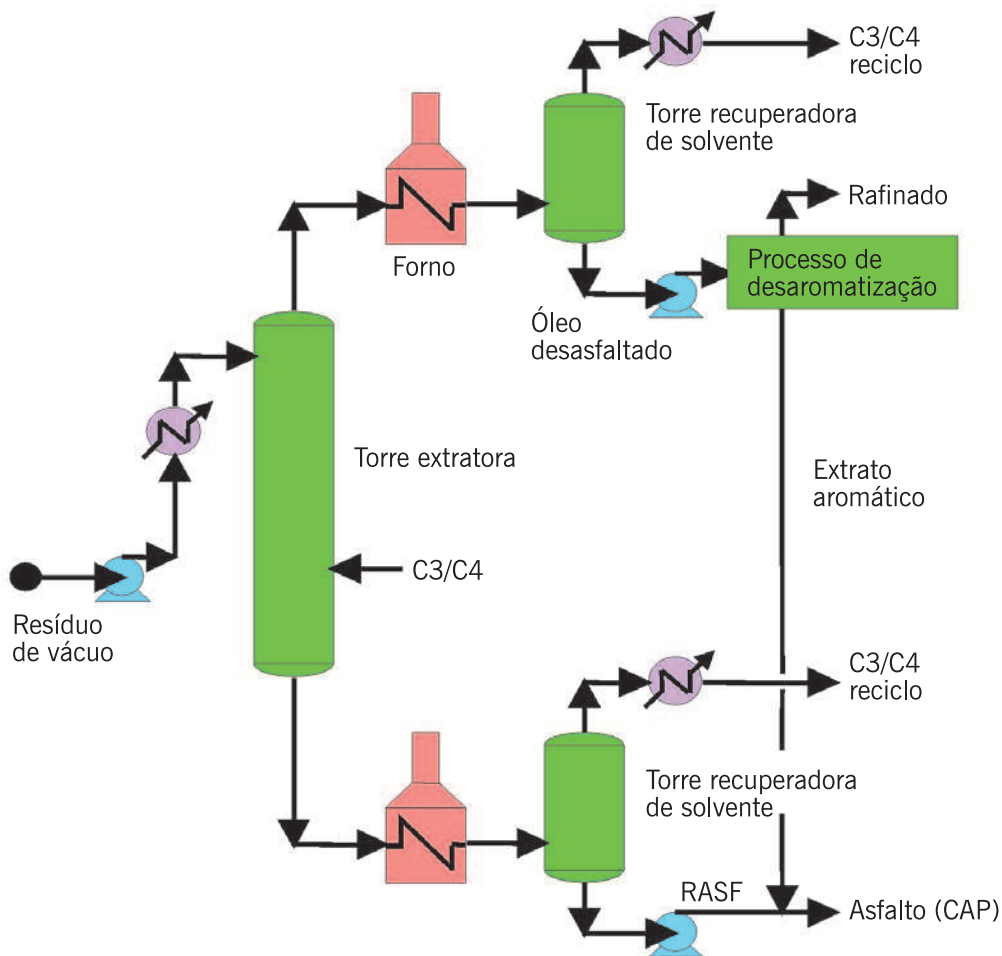 C3/C4
reciclo
Torre recuperadora
de solvente
Rafinado
Forno
Processo de
desaromatização
Óleo
desasfaltado
Torre extratora
Extrato
aromático
C3/C4
Resíduo
de vácuo
C3/C4
reciclo
Torre recuperadora
de solvente
RASF
Asfalto (CAP)